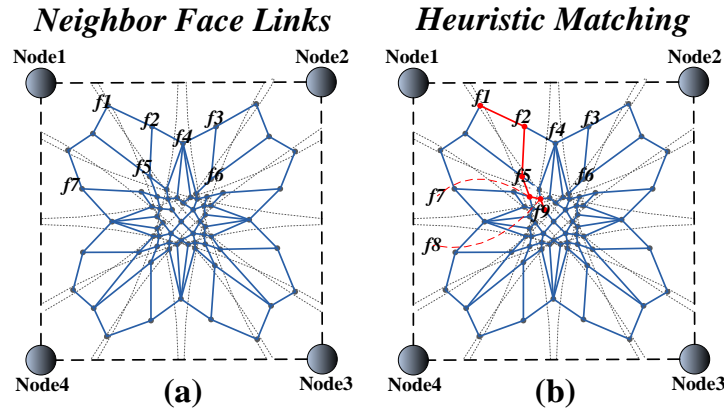 Neighbor Face Links
Heuristic Matching
Node1
Node2
f1
f2
f3
f4
f5
f6
f7
Node4
(a)
Node3
Node1
Node2
f1
f2
f3
f4
f5
f6
f7
f9
f8
Node4
(b)
Node3